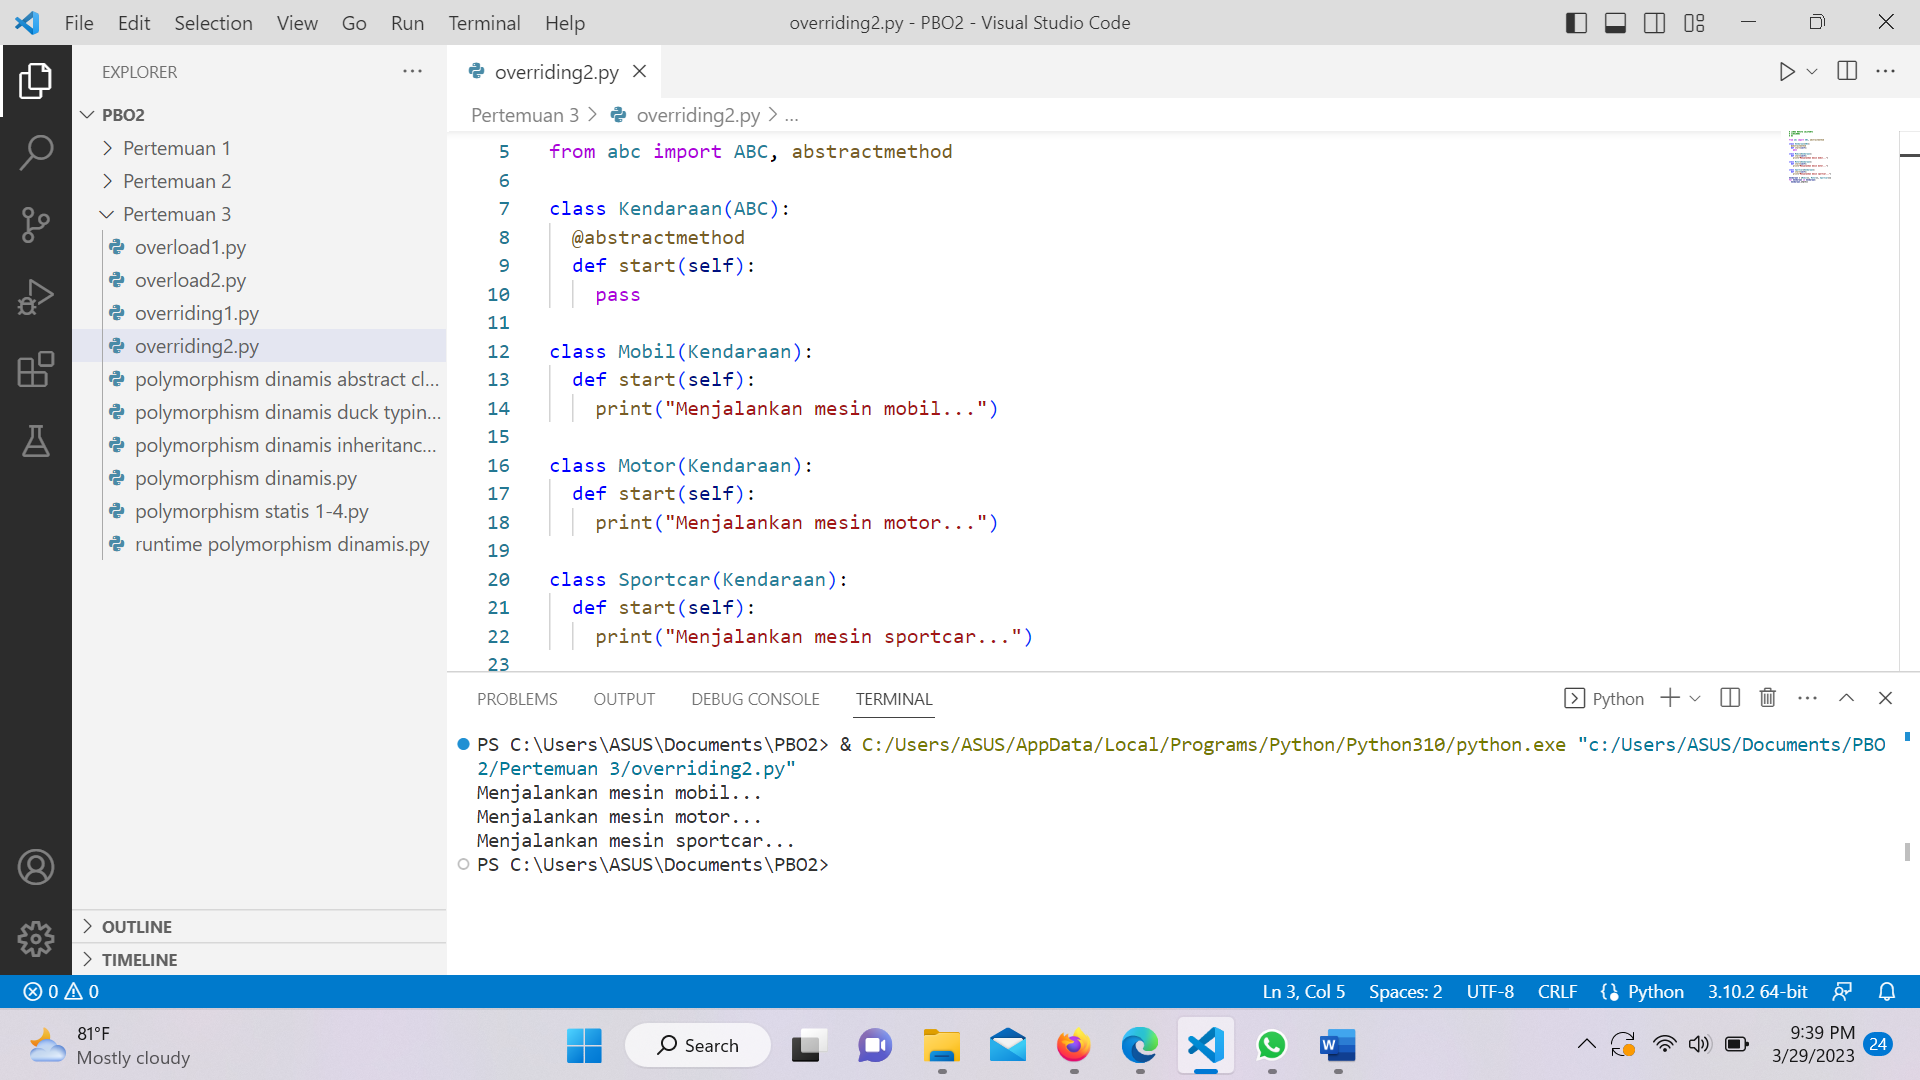 File Edit Selection View Go Run Terminal Help
overriding2.py - PBO2 - Visual Studio Code
EXPLORER
PBO2
Pertemuan 1
Pertemuan 2
Pertemuan 3
overload1.py
overload2.py
overriding1.py
overriding2.py
polymorphism dinamis abstract cl...
polymorphism dinamis duck typin...
polymorphism dinamis inheritanc...
polymorphism dinamis.py
polymorphism statis 1-4.py
runtime polymorphism dinamis.py
OUTLINE
TIMELINE
overriding2.py
Pertemuan 3 > overriding2.py > ...
5 from abc import ABC, abstractmethod
6
7 class Kendaraan(ABC):
8 @abstractmethod
9 def start(self):
10 pass
11
12 class Mobil(Kendaraan):
13 def start(self):
14 print("Menjalankan mesin mobil...")
15
16 class Motor(Kendaraan):
17 def start(self):
18 print("Menjalankan mesin motor...")
19
20 class Sportcar(Kendaraan):
21 def start(self):
22 print("Menjalankan mesin sportcar...")
23
PROBLEMS OUTPUT DEBUG CONSOLE TERMINAL
Python
PS C:\Users\ASUS\Documents\PBO2> & C:/Users/ASUS/AppData/Local/Programs/Python/Python310/python.exe "c:/Users/ASUS/Documents/PBO
2/Pertemuan 3/overriding2.py"
Menjalankan mesin mobil...
Menjalankan mesin motor...
Menjalankan mesin sportcar...
PS C:\Users\ASUS\Documents\PBO2>
0 0
Ln 3, Col 5 Spaces: 2 UTF-8 CRLF Python 3.10.2 64-bit
81°F
Mostly cloudy
Search
9:39 PM
3/29/2023
24